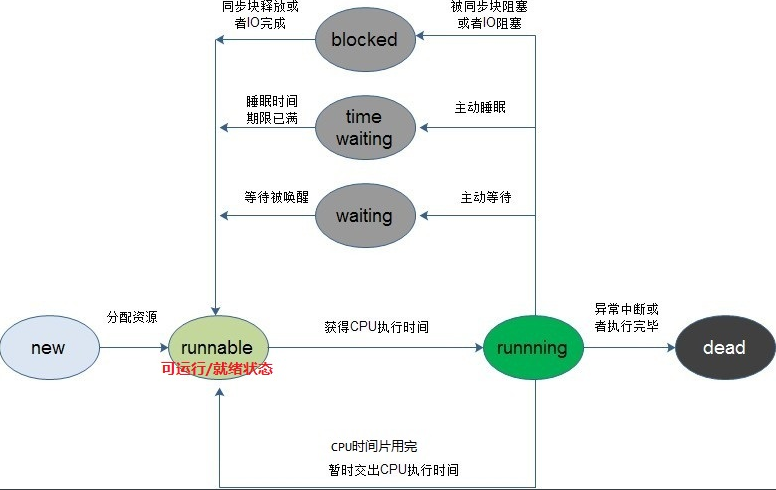 同步块释放或
者IO完成
blocked
被同步块阻塞
或者IO阻塞
睡眠时间
期限已满
time
waiting
主动睡眠
等待被唤醒
waiting
主动等待
new
分配资源
runnable
可运行/就绪状态
获得CPU执行时间
runnning
异常中断或
者执行完毕
dead
CPU时间片用完
暂时交出CPU执行时间